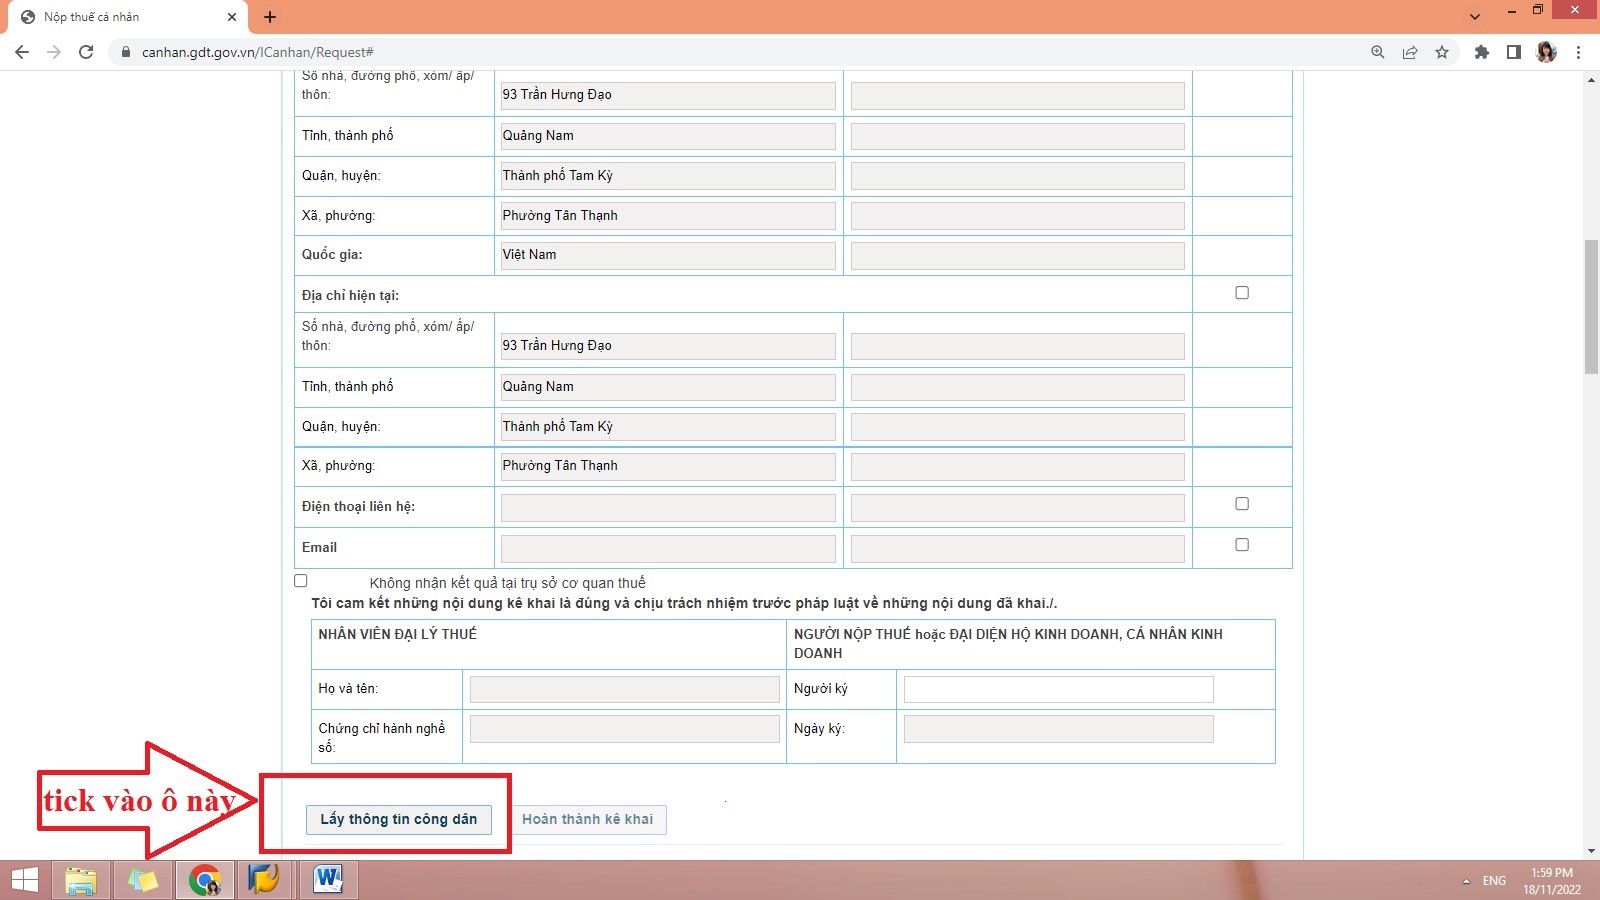 Nộp thuế cá nhân
canhan.gdt.gov.vn/ICanhan/Request#
Số nhà, đường phố, xóm/ ấp/
thôn:
93 Trần Hưng Đạo
Tỉnh, thành phố
Quảng Nam
Quận, huyện:
Thành phố Tam Kỳ
Xã, phường:
Phường Tân Thạnh
Quốc gia:
Việt Nam
Địa chỉ hiện tại:
Số nhà, đường phố, xóm/ ấp/
thôn:
93 Trần Hưng Đạo
Tỉnh, thành phố
Quảng Nam
Quận, huyện:
Thành phố Tam Kỳ
Xã, phường:
Phường Tân Thạnh
Điện thoại liên hệ:
Email
Không nhận kết quả tại trụ sở cơ quan thuế
Tôi cam kết những nội dung kê khai là đúng và chịu trách nhiệm trước pháp luật về những nội dung đã khai./.
NHÂN VIÊN ĐẠI LÝ THUẾ
NGƯỜI NỘP THUẾ hoặc ĐẠI DIỆN HỘ KINH DOANH, CÁ NHÂN KINH
DOANH
Họ và tên:
Người ký
Chứng chỉ hành nghề
số:
Ngày ký:
tick vào ô này
Lấy thông tin công dân
Hoàn thành kê khai
ENG
1:59 PM
18/11/2022